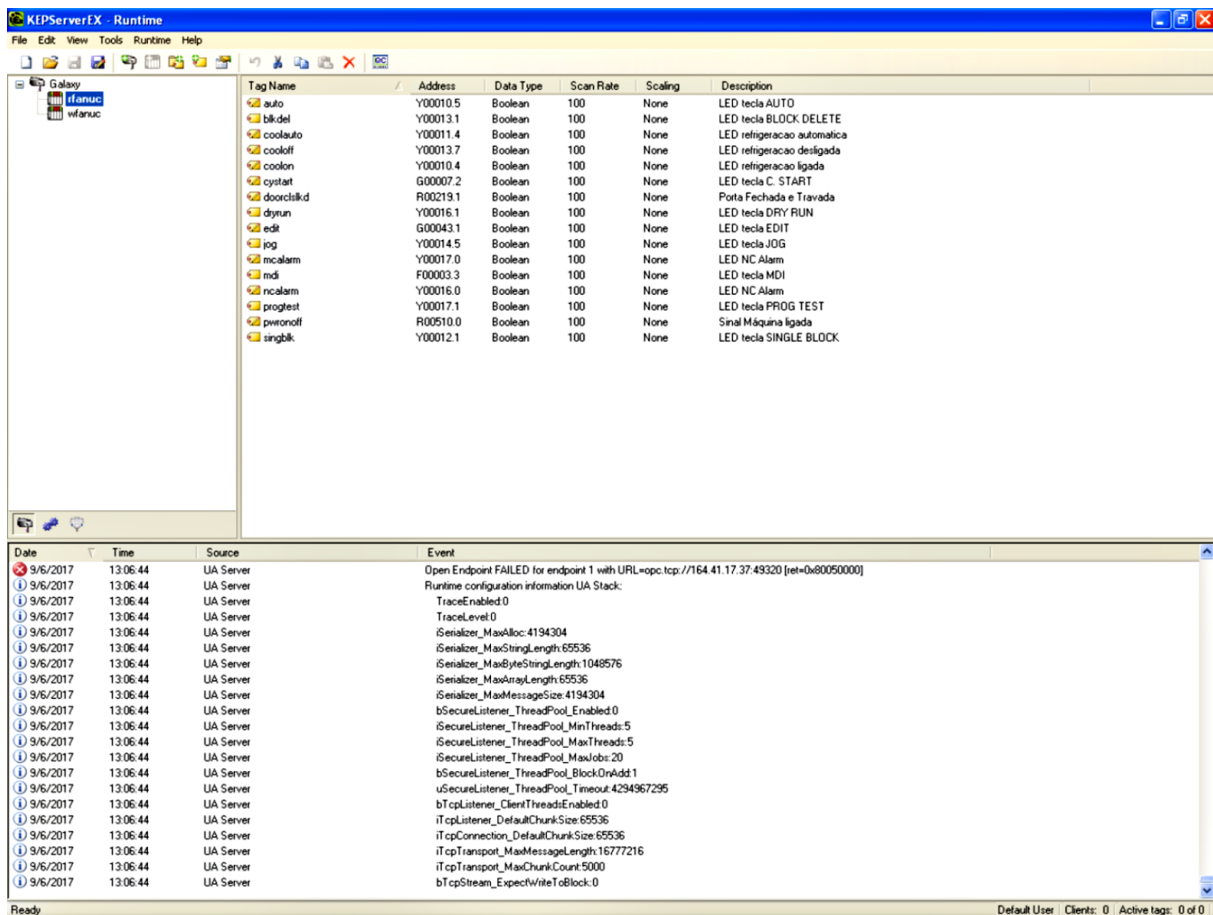 KEPServerEX - Runtime
File Edit View Tools Runtime Help
Galaxy
rfanuc
wfanuc
Tag Name Address Data Type Scan Rate Scaling Description
auto Y00010.5 Boolean 100 None LED tecla AUTO
blkdel Y00013.1 Boolean 100 None LED tecla BLOCK DELETE
coolauto Y00011.4 Boolean 100 None LED refrigeracao automatica
cooloff Y00013.7 Boolean 100 None LED refrigeracao desligada
coolon Y00010.4 Boolean 100 None LED refrigeracao ligada
cystart G00007.2 Boolean 100 None LED tecla C. START
doorclslkd R00219.1 Boolean 100 None Porta Fechada e Travada
dryrun Y00016.1 Boolean 100 None LED tecla DRY RUN
edit G00043.1 Boolean 100 None LED tecla EDIT
jog Y00014.5 Boolean 100 None LED tecla JOG
mcalarm Y00017.0 Boolean 100 None LED NC Alarm
mdi F00003.3 Boolean 100 None LED tecla MDI
ncalarm Y00016.0 Boolean 100 None LED NC Alarm
progtest Y00017.1 Boolean 100 None LED tecla PROG TEST
pwronoff R00510.0 Boolean 100 None Sinal Máquina ligada
singblk Y00012.1 Boolean 100 None LED tecla SINGLE BLOCK
Date Time Source Event
9/6/2017 13:06:44 UA Server Open Endpoint FAILED for endpoint 1 with URL=opc.tcp://164.41.17.37:49320 [ret=0x80050000]
9/6/2017 13:06:44 UA Server Runtime configuration information UA Stack:
9/6/2017 13:06:44 UA Server TraceEnabled:0
9/6/2017 13:06:44 UA Server TraceLevel:0
9/6/2017 13:06:44 UA Server iSerializer_MaxAlloc:4194304
9/6/2017 13:06:44 UA Server iSerializer_MaxStringLength:65536
9/6/2017 13:06:44 UA Server iSerializer_MaxByteStringLength:1048576
9/6/2017 13:06:44 UA Server iSerializer_MaxArrayLength:65536
9/6/2017 13:06:44 UA Server iSerializer_MaxMessageSize:4194304
9/6/2017 13:06:44 UA Server bSecureListener_ThreadPool_Enabled:0
9/6/2017 13:06:44 UA Server iSecureListener_ThreadPool_MinThreads:5
9/6/2017 13:06:44 UA Server iSecureListener_ThreadPool_MaxThreads:5
9/6/2017 13:06:44 UA Server iSecureListener_ThreadPool_MaxJobs:20
9/6/2017 13:06:44 UA Server bSecureListener_ThreadPool_BlockOnAdd:1
9/6/2017 13:06:44 UA Server uSecureListener_ThreadPool_Timeout:4294967295
9/6/2017 13:06:44 UA Server bTcpListener_ClientThreadsEnabled:0
9/6/2017 13:06:44 UA Server iTcpListener_DefaultChunkSize:65536
9/6/2017 13:06:44 UA Server iTcpConnection_DefaultChunkSize:65536
9/6/2017 13:06:44 UA Server iTcpTransport_MaxMessageLength:16777216
9/6/2017 13:06:44 UA Server iTcpTransport_MaxChunkCount:5000
9/6/2017 13:06:44 UA Server bTcpStream_ExpectWriteToBlock:0
Ready Default User Clients: 0 Active tags: 0 of 0